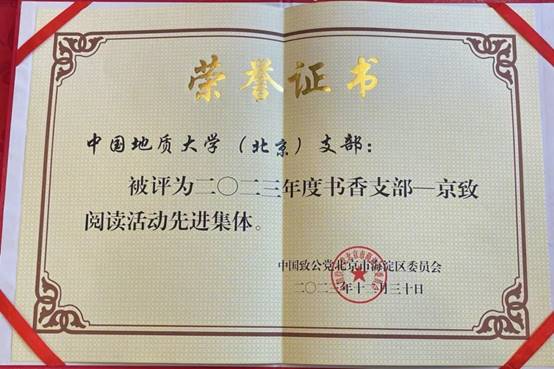 荣誉证书
中国地质大学（北京）支部：
被评为二〇二三年度书香支部—京致
阅读活动先进集体。
中国致公党北京市海淀区委员会
二〇二三年十二月三十日